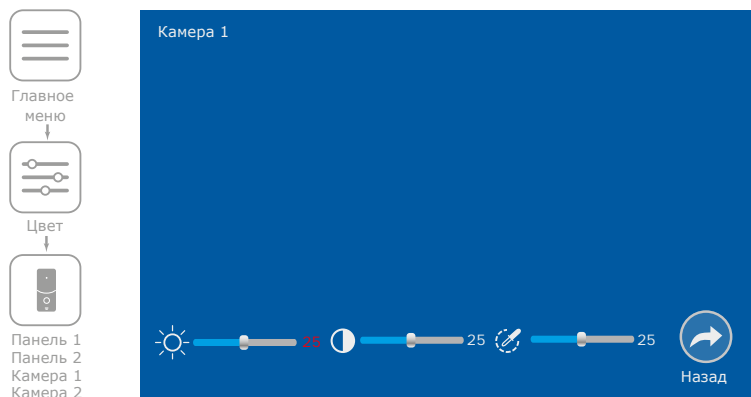 Главное
меню
Цвет
Панель 1
Панель 2
Камера 1
Камера 2
Камера 1
25
25
25
Назад